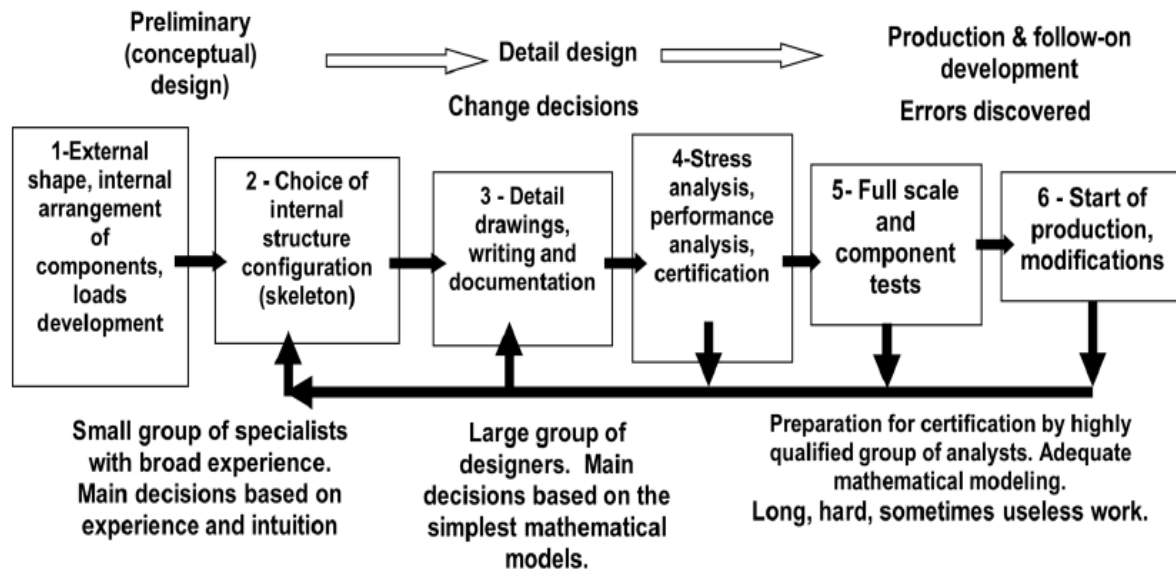 Preliminary
(conceptual)
design)
Detail design
Production & follow-on
development
Change decisions
Errors discovered
1-External
shape, internal
arrangement
of
components,
loads
development
2 - Choice of
internal
structure
configuration
(skeleton)
3 - Detail
drawings,
writing and
documentation
4-Stress
analysis,
performance
analysis,
certification
5- Full scale
and
component
tests
6 - Start of
production,
modifications
Small group of specialists
with broad experience.
Main decisions based on
experience and intuition
Large group of
designers. Main
decisions based on the
simplest mathematical
models.
Preparation for certification by highly
qualified group of analysts. Adequate
mathematical modeling.
Long, hard, sometimes useless work.